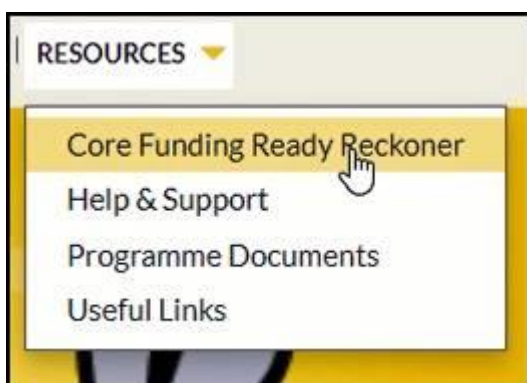 RESOURCES
Core Funding Ready Reckoner
Help & Support
Programme Documents
Useful Links